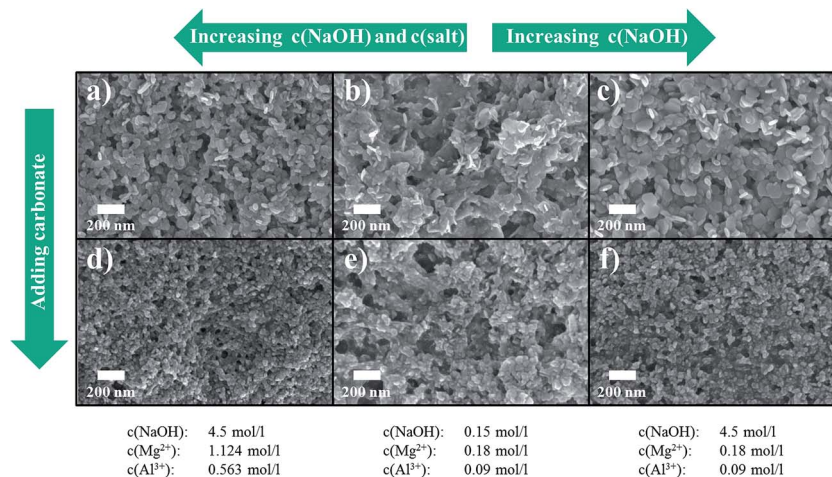 Increasing c(NaOH) and c(salt)
Increasing c(NaOH)
Adding carbonate
a)
b)
c)
200 nm
200 nm
200 nm
d)
e)
f)
200 nm
200 nm
200 nm
c(NaOH): 4.5 mol/l
c(Mg²⁺): 1.124 mol/l
c(Al³⁺): 0.563 mol/l
c(NaOH): 0.15 mol/l
c(Mg²⁺): 0.18 mol/l
c(Al³⁺): 0.09 mol/l
c(NaOH): 4.5 mol/l
c(Mg²⁺): 0.18 mol/l
c(Al³⁺): 0.09 mol/l